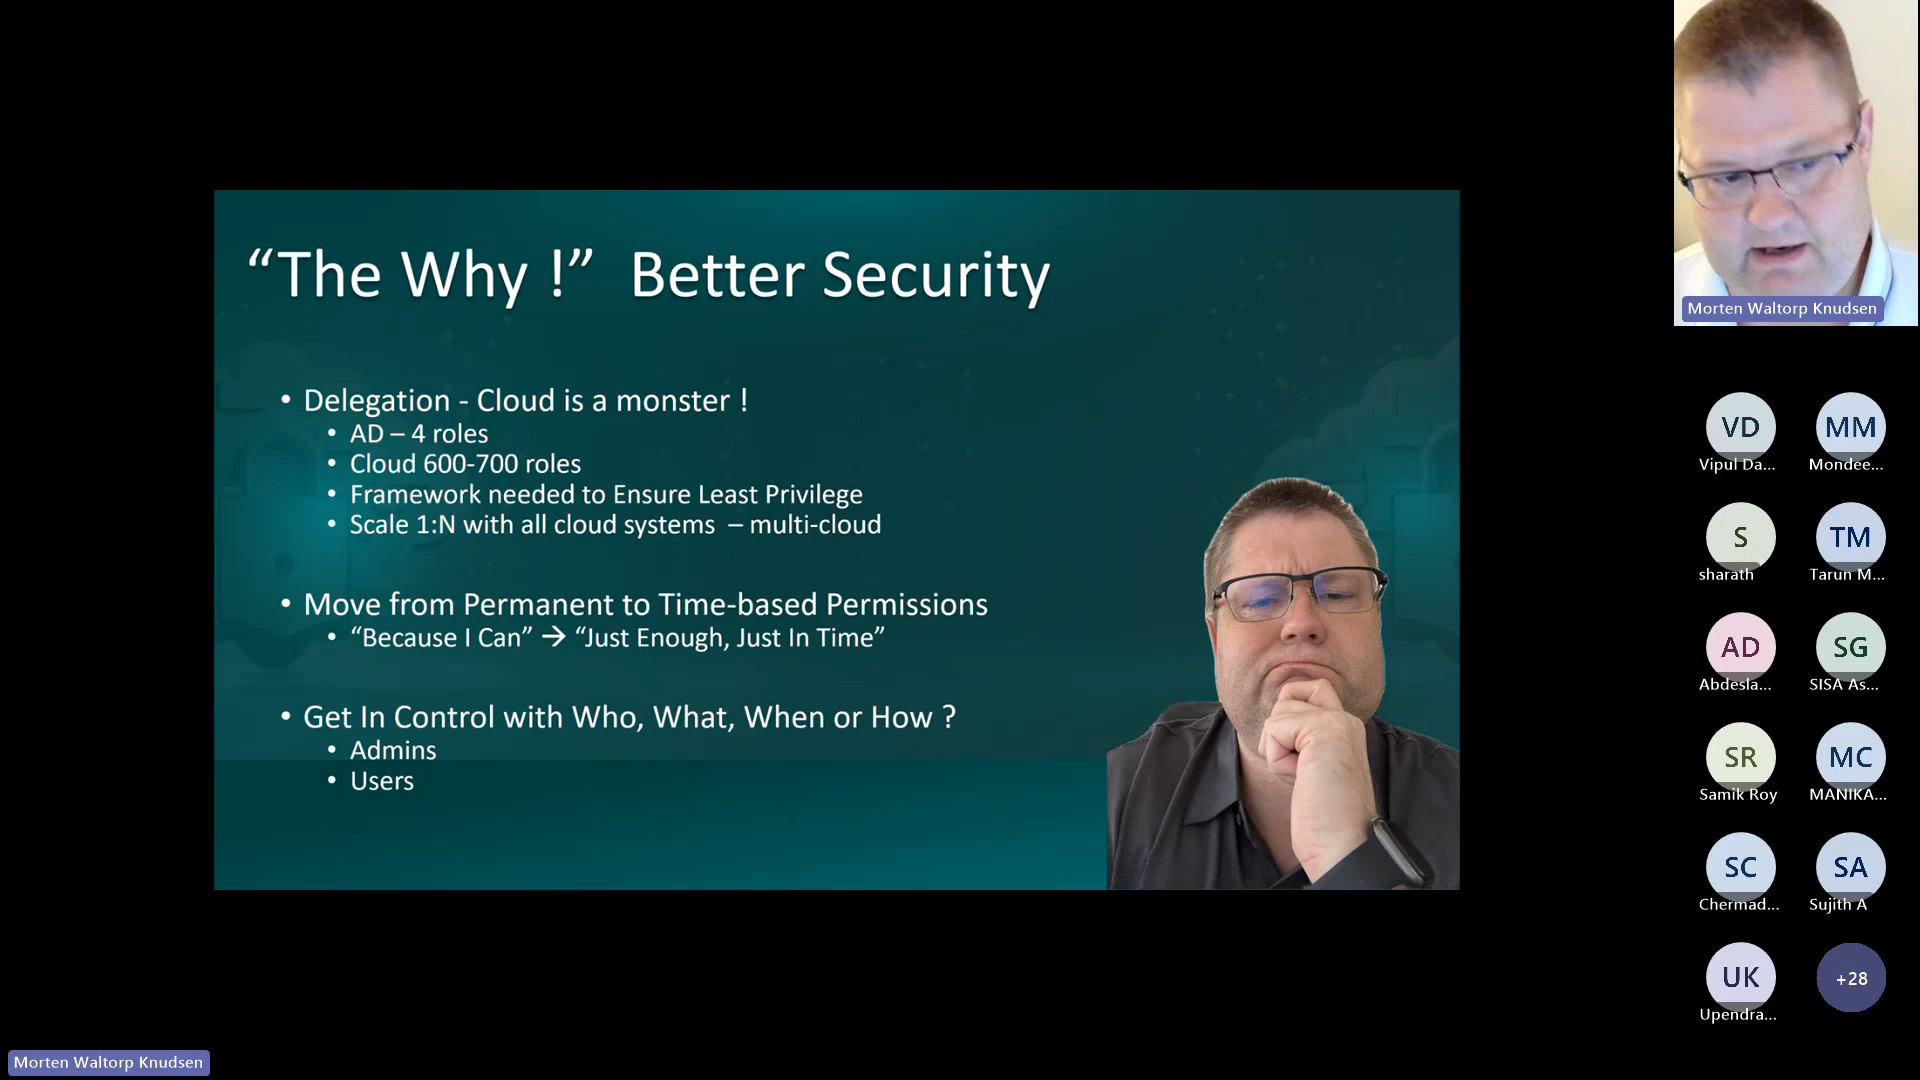 “The Why !” Better Security
• Delegation - Cloud is a monster !
• AD – 4 roles
• Cloud 600-700 roles
• Framework needed to Ensure Least Privilege
• Scale 1:N with all cloud systems – multi-cloud
• Move from Permanent to Time-based Permissions
• “Because I Can” → “Just Enough, Just In Time”
• Get In Control with Who, What, When or How ?
• Admins
• Users
Morten Waltorp Knudsen
VD
Vipul Da...
MM
Mondee...
S
sharath
TM
Tarun M...
AD
Abdesla...
SG
SISA As...
SR
Samik Roy
MC
MANIKA...
SC
Chermad...
SA
Sujith A
UK
Upendra...
+28
Morten Waltorp Knudsen